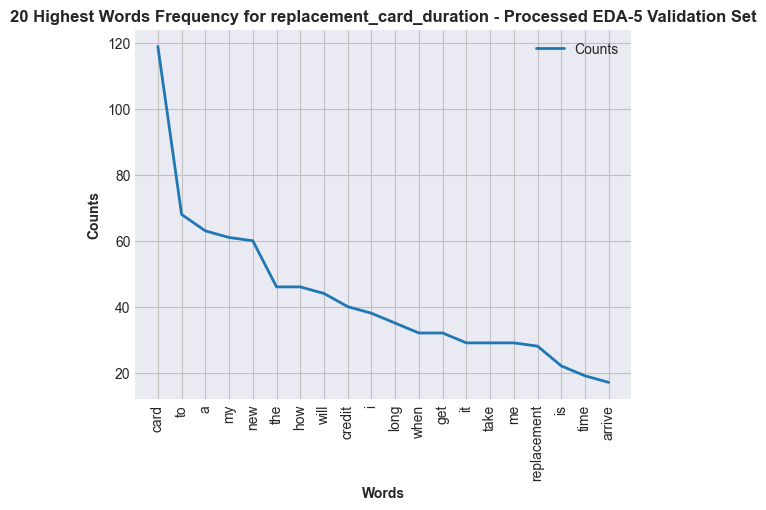 20 Highest Words Frequency for replacement_card_duration - Processed EDA-5 Validation Set
Counts
120
100
80
60
40
20
Counts
card
to
a
my
new
the
how
will
credit
i
long
when
get
it
take
me
replacement
is
time
arrive
Words